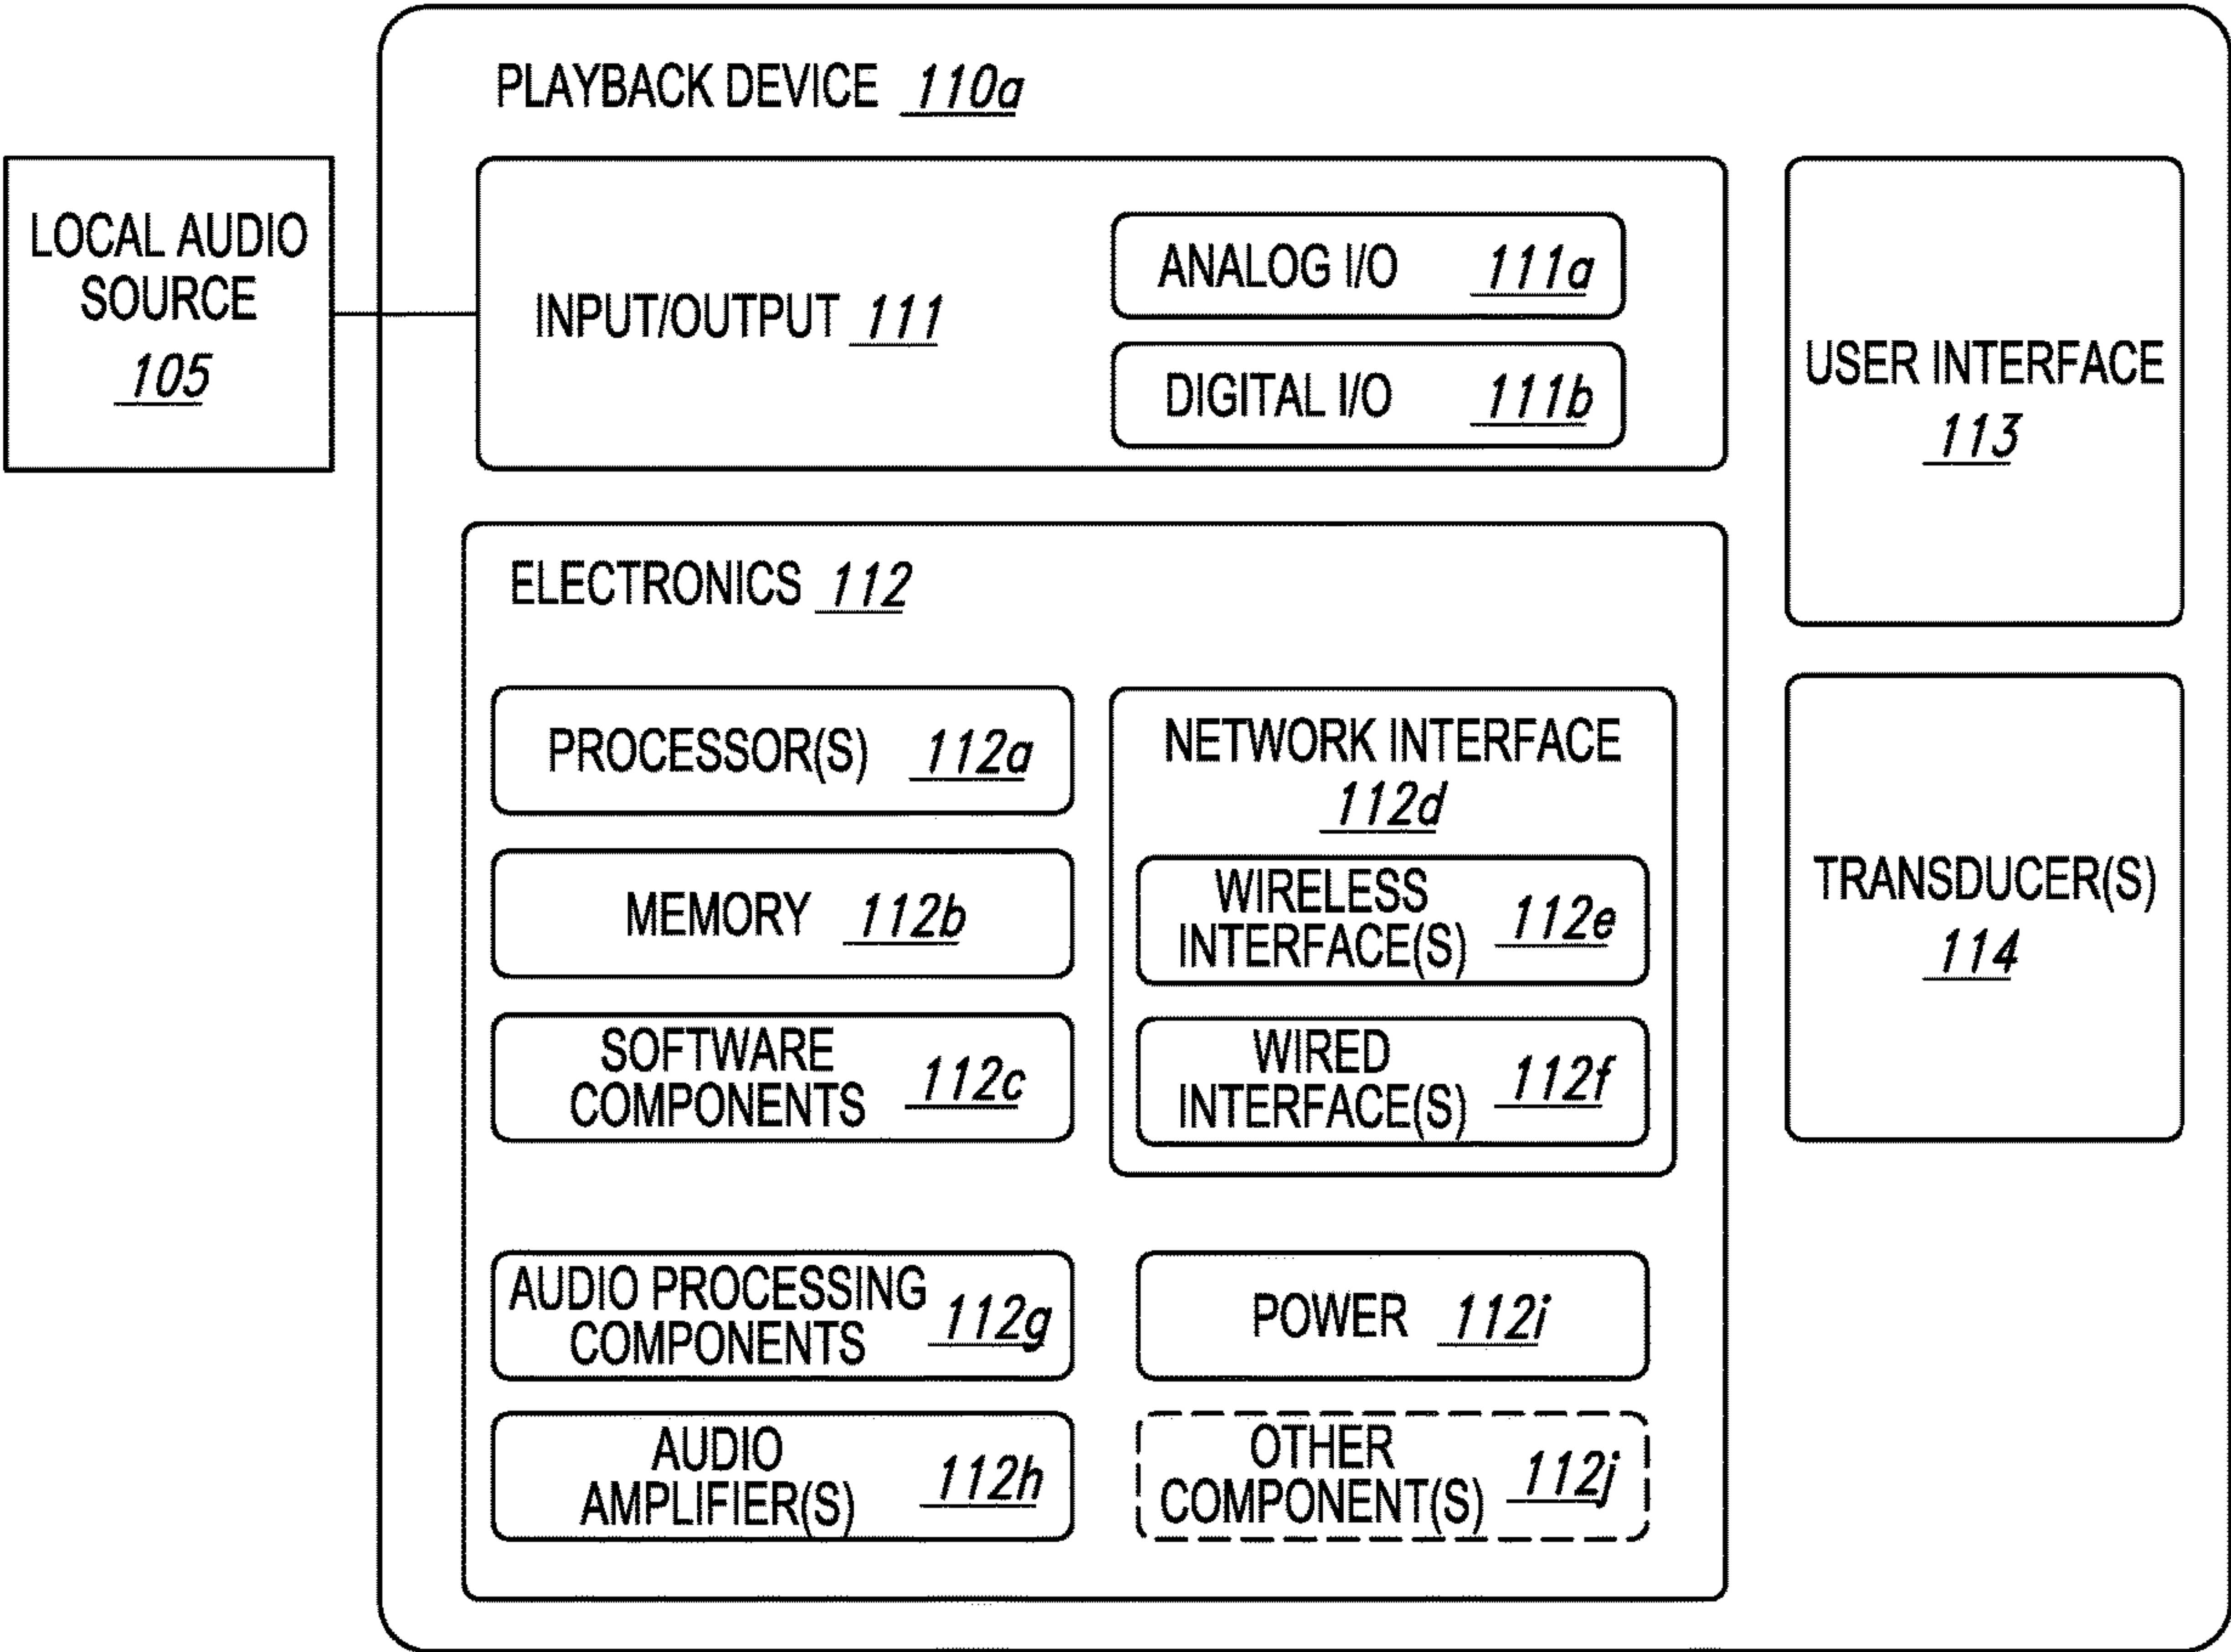 PLAYBACK DEVICE 110a
LOCAL AUDIO
SOURCE
105
INPUT/OUTPUT 111
ANALOG I/O 111a
DIGITAL I/O 111b
USER INTERFACE
113
ELECTRONICS 112
PROCESSOR(S) 112a
MEMORY 112b
SOFTWARE
COMPONENTS 112c
NETWORK INTERFACE
112d
WIRELESS
INTERFACE(S) 112e
WIRED
INTERFACE(S) 112f
TRANSDUCER(S)
114
AUDIO PROCESSING
COMPONENTS 112g
POWER 112i
AUDIO
AMPLIFIER(S) 112h
OTHER
COMPONENT(S) 112j